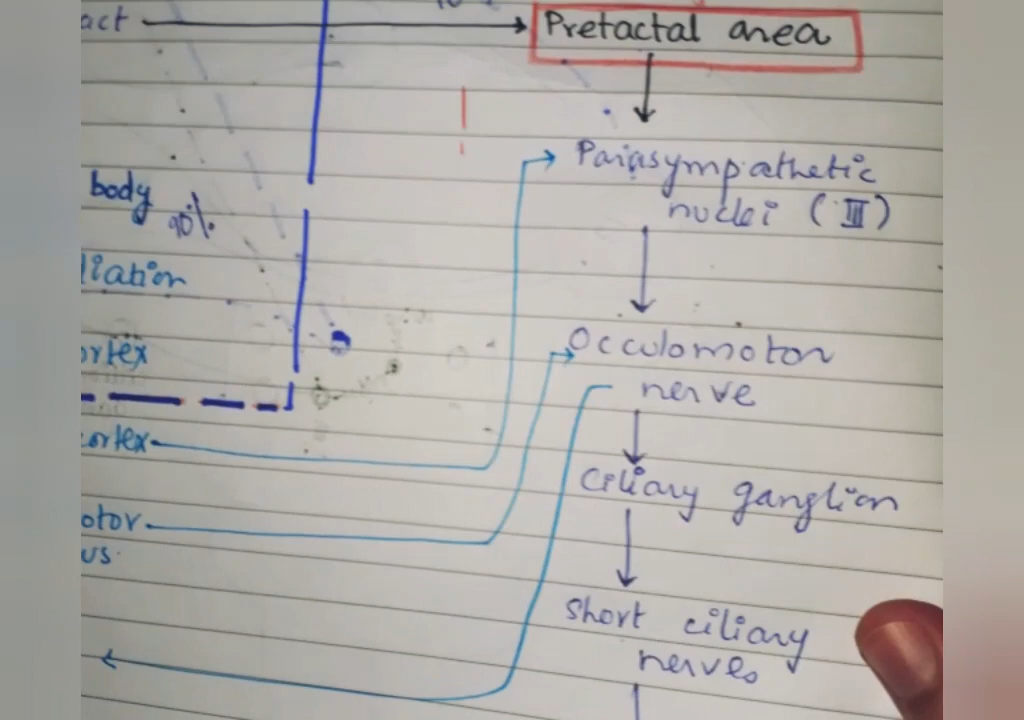 act
Pretactal area
Parasympathetic
nuclei (III)
body
90%
liation
ortex
Occulomotor
nerve
cortex
Ciliary ganglion
otor
us
Short ciliary
nerves